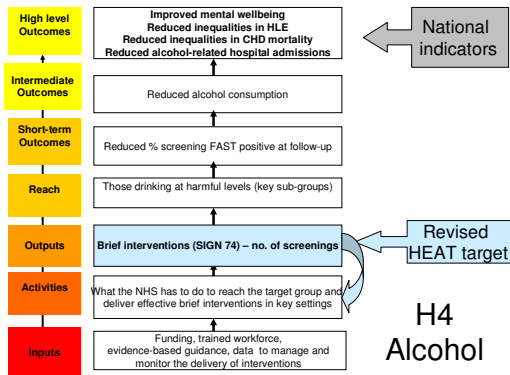 High level
Outcomes
Improved mental wellbeing
Reduced inequalities in HLE
Reduced inequalities in CHD mortality
Reduced alcohol-related hospital admissions
National
indicators
Intermediate
Outcomes
Reduced alcohol consumption
Short-term
Outcomes
Reduced % screening FAST positive at follow-up
Reach
Those drinking at harmful levels (key sub-groups)
Outputs
Brief interventions (SIGN 74) – no. of screenings
Revised
HEAT target
Activities
What the NHS has to do to reach the target group and
deliver effective brief interventions in key settings
H4
Alcohol
Inputs
Funding, trained workforce,
evidence-based guidance, data to manage and
monitor the delivery of interventions